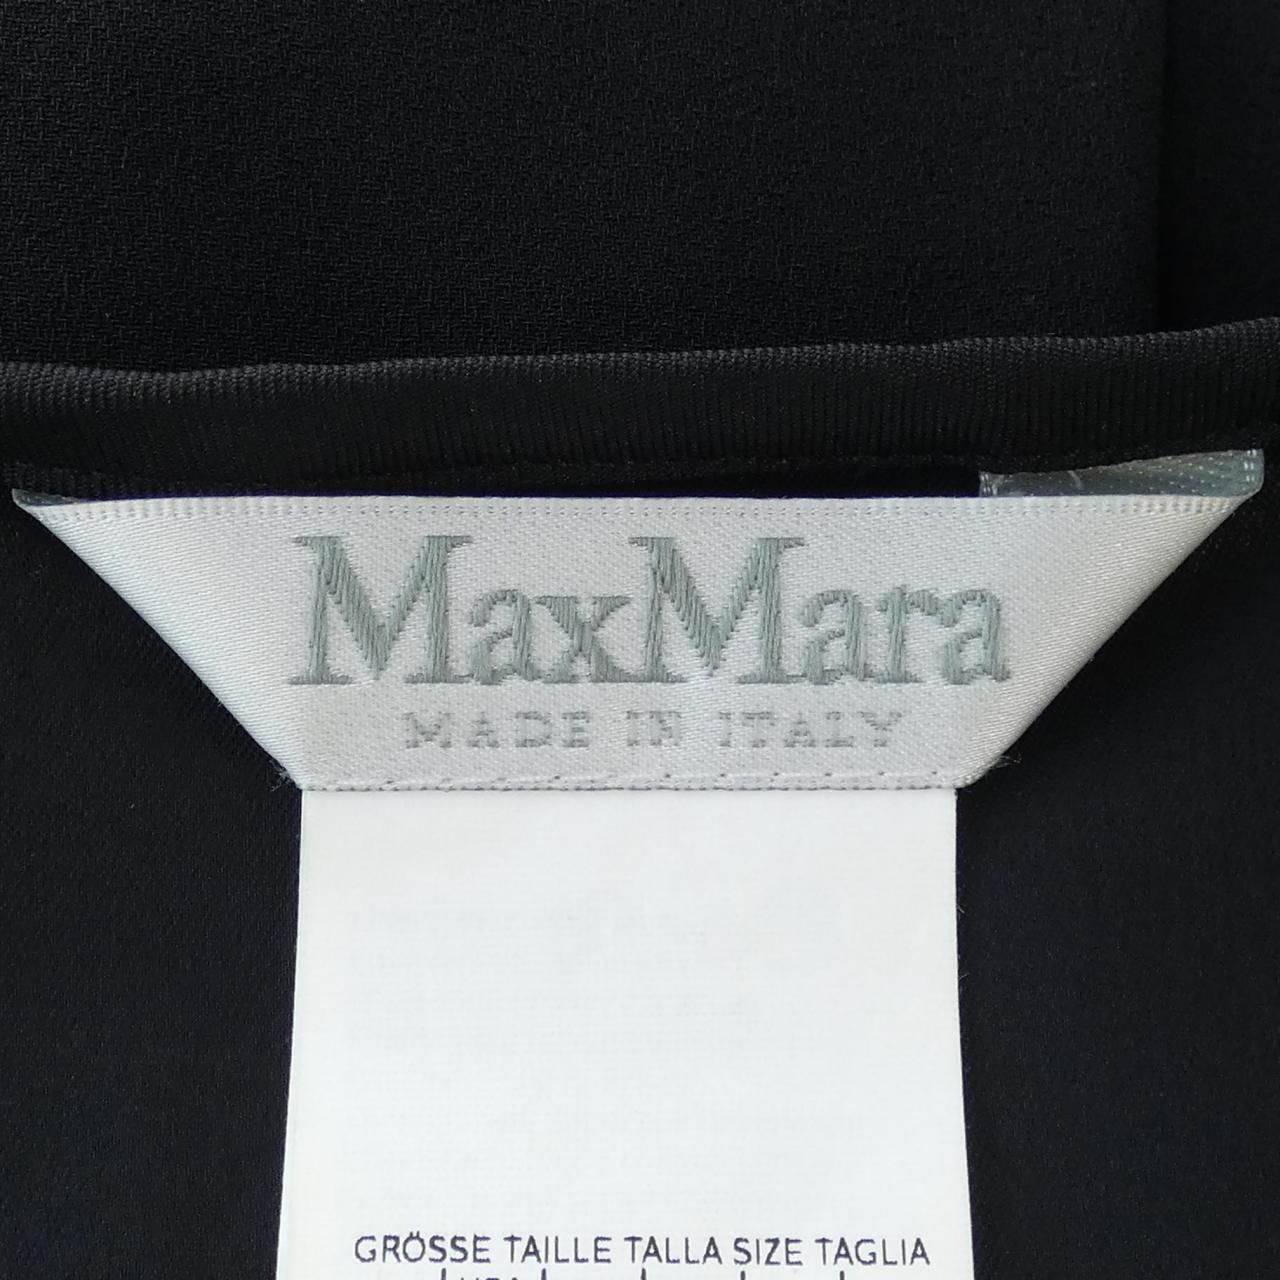 MaxMara
MADE IN ITALY
GRÖSSE TAILLE TALLA SIZE TAGLIA